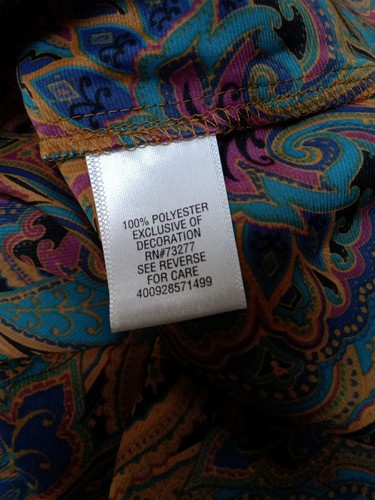 100% POLYESTER
EXCLUSIVE OF
DECORATION
RN#73277
SEE REVERSE
FOR CARE
400928571499